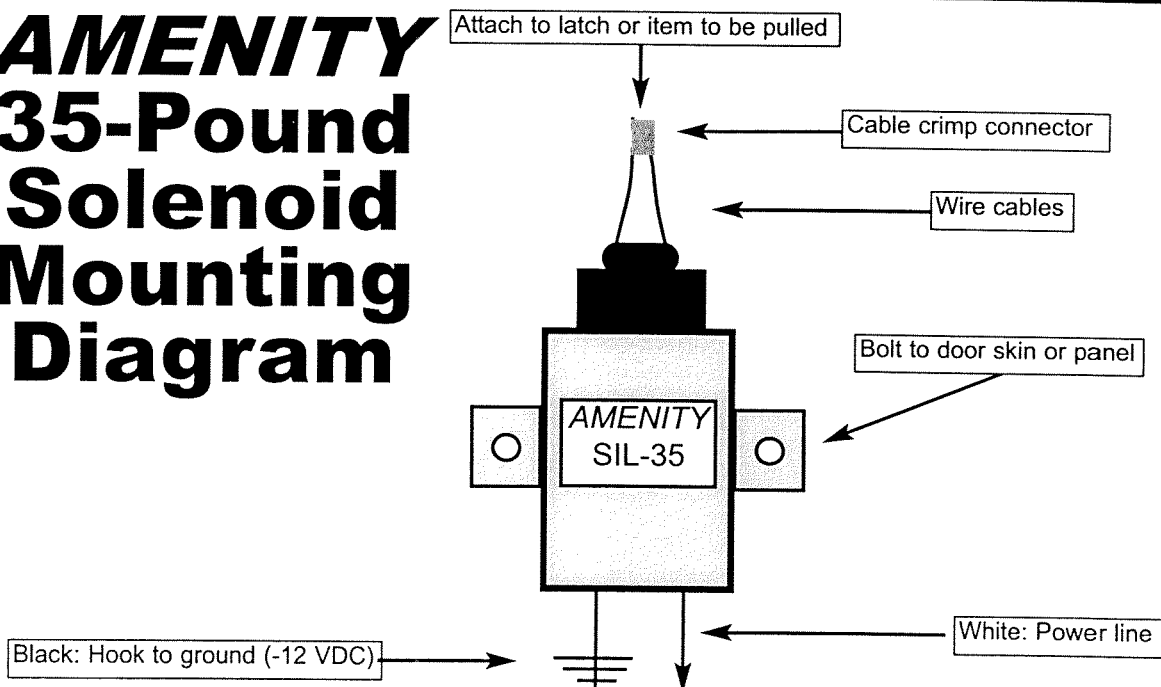 AMENITY
35-Pound
Solenoid
Mounting
Diagram
Attach to latch or item to be pulled
Cable crimp connector
Wire cables
Bolt to door skin or panel
AMENITY
SIL-35
Black: Hook to ground (-12 VDC)
White: Power line